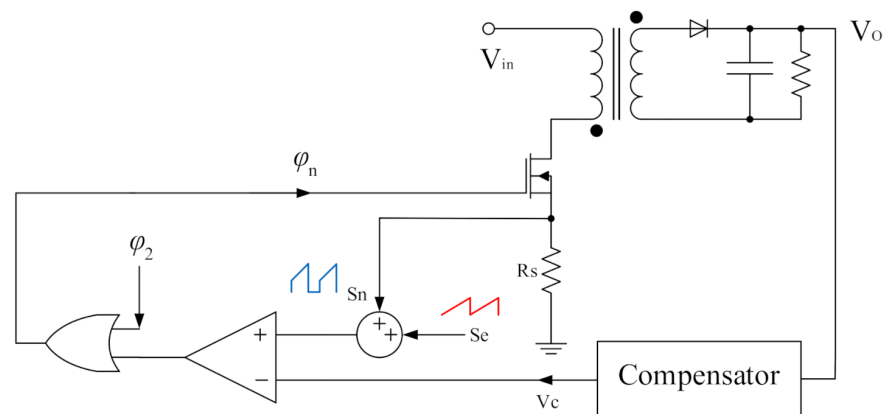 V_in
V_O
φ_n
φ_2
Rs
Sn
+
+
+
Se
−
Vc
Compensator